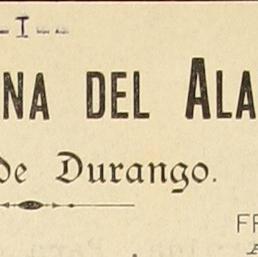 -I--
NA DEL ALA
de Durango.
FR